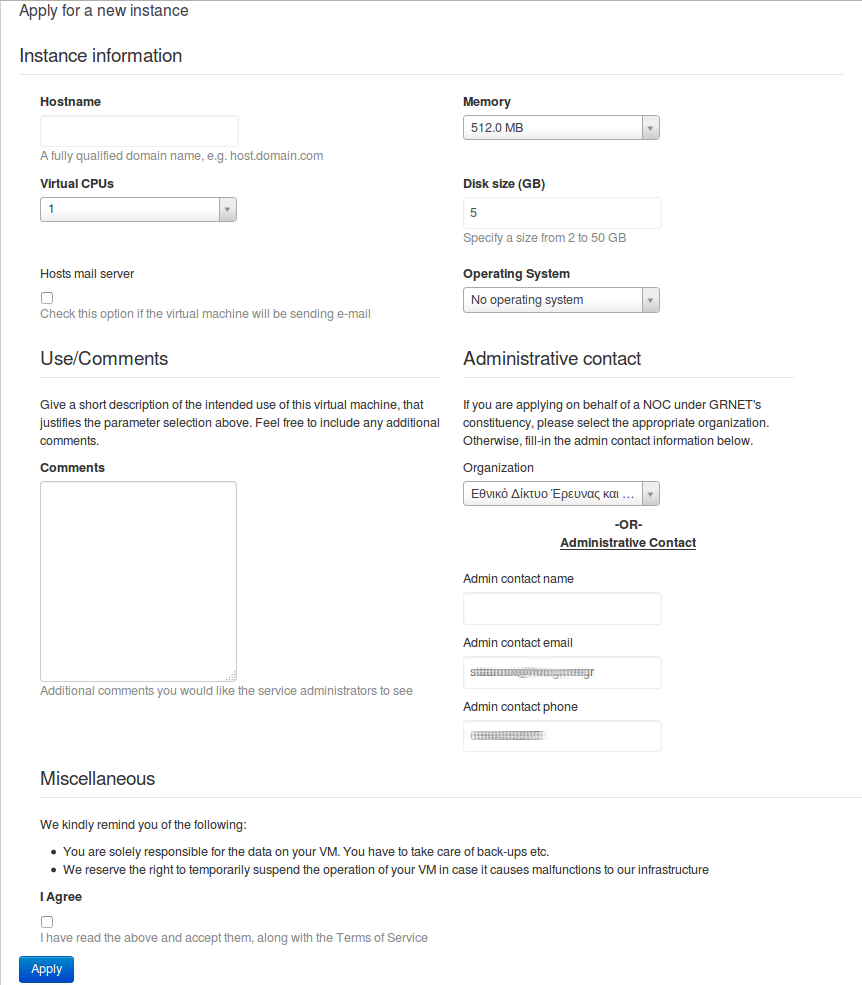 Apply for a new instance
Instance information
Hostname
A fully qualified domain name, e.g. host.domain.com
Memory
512.0 MB
Virtual CPUs
1
Disk size (GB)
5
Specify a size from 2 to 50 GB
Hosts mail server
Check this option if the virtual machine will be sending e-mail
Operating System
No operating system
Use/Comments
Give a short description of the intended use of this virtual machine, that
justifies the parameter selection above. Feel free to include any additional
comments.
Comments
Additional comments you would like the service administrators to see
Administrative contact
If you are applying on behalf of a NOC under GRNET's
constituency, please select the appropriate organization.
Otherwise, fill-in the admin contact information below.
Organization
Εθνικό Δίκτυο Έρευνας και ...
-OR-
Administrative Contact
Admin contact name
Admin contact email
Admin contact phone
Miscellaneous
We kindly remind you of the following:
• You are solely responsible for the data on your VM. You have to take care of back-ups etc.
• We reserve the right to temporarily suspend the operation of your VM in case it causes malfunctions to our infrastructure
I Agree
I have read the above and accept them, along with the Terms of Service
Apply